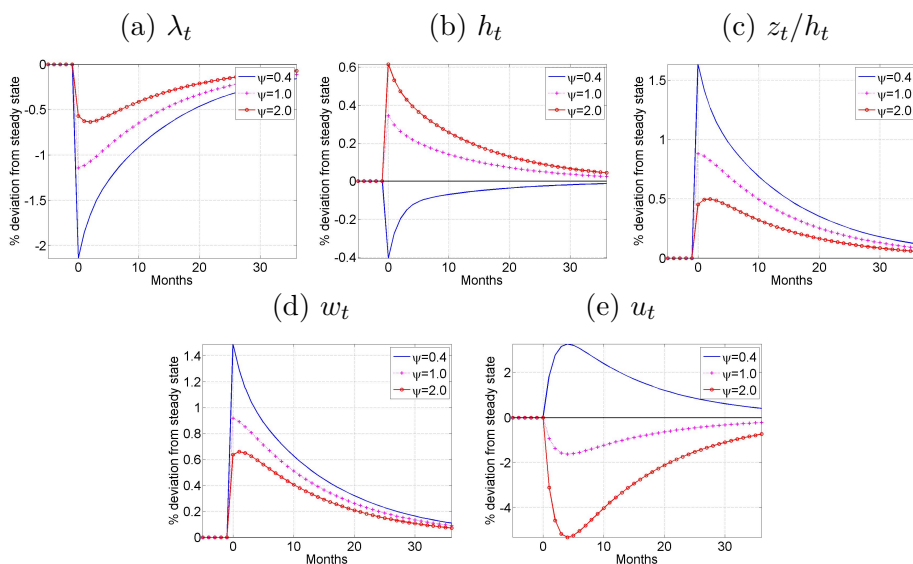 (a) λt
% deviation from steady state
0
-0.5
-1
-1.5
-2
0
10
20
30
Months
ψ=0.4
ψ=1.0
ψ=2.0
(b) ht
% deviation from steady state
0.6
0.4
0.2
0
-0.2
-0.4
0
10
20
30
Months
ψ=0.4
ψ=1.0
ψ=2.0
(c) zt/ht
% deviation from steady state
1.5
1
0.5
0
0
10
20
30
Months
ψ=0.4
ψ=1.0
ψ=2.0
(d) wt
% deviation from steady state
1.4
1.2
1
0.8
0.6
0.4
0.2
0
0
10
20
30
Months
ψ=0.4
ψ=1.0
ψ=2.0
(e) ut
% deviation from steady state
2
0
-2
-4
0
10
20
30
Months
ψ=0.4
ψ=1.0
ψ=2.0